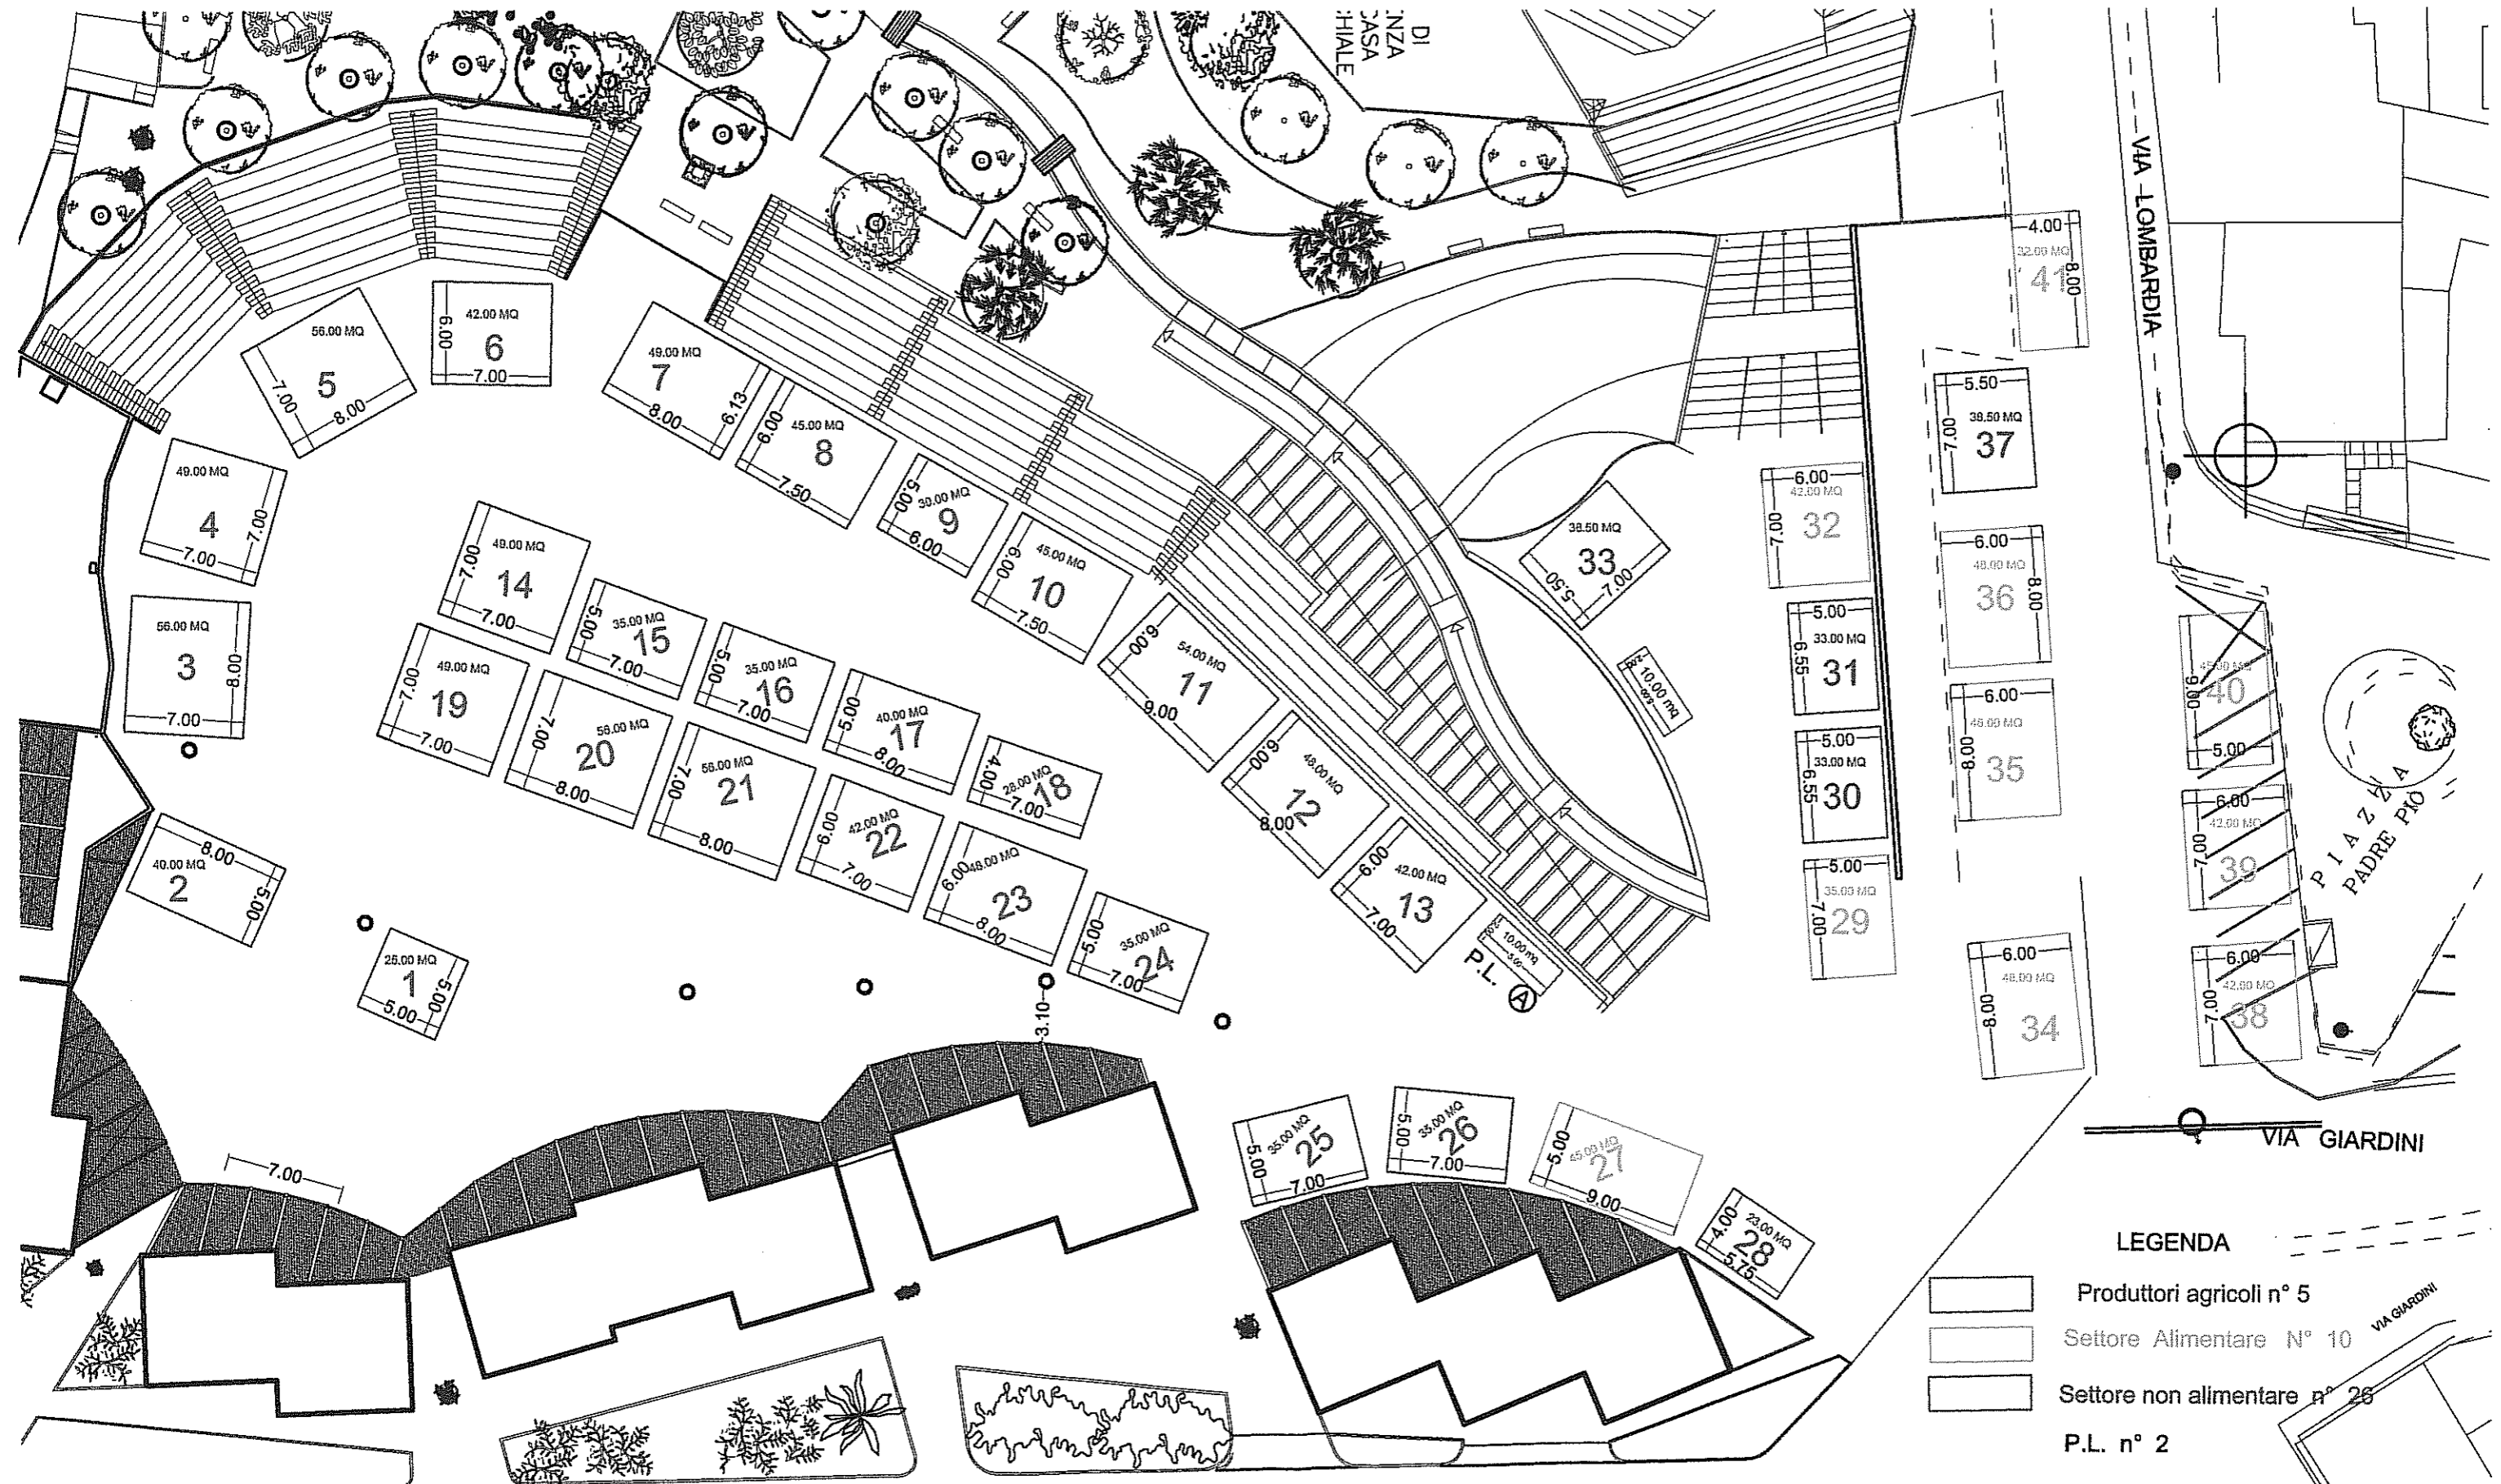 DI
NZA
CASA
CHIALE
VIA LOMBARDIA
4.00
32.00 MQ
41
8.00
56.00 MQ
5
7.00
8.00
42.00 MQ
6
6.00
7.00
49.00 MQ
7
8.00
6.13
45.00 MQ
8
6.00
7.50
30.00 MQ
9
5.00
6.00
45.00 MQ
10
6.00
7.50
5.50
38.50 MQ
37
7.00
6.00
42.00 MQ
32
7.00
38.50 MQ
33
5.50
7.00
6.00
48.00 MQ
36
8.00
49.00 MQ
4
7.00
7.00
56.00 MQ
3
8.00
7.00
49.00 MQ
14
7.00
7.00
35.00 MQ
15
5.00
7.00
35.00 MQ
16
5.00
7.00
40.00 MQ
17
5.00
8.00
28.00 MQ
18
4.00
7.00
49.00 MQ
19
7.00
7.00
56.00 MQ
20
7.00
8.00
56.00 MQ
21
7.00
8.00
42.00 MQ
22
6.00
7.00
48.00 MQ
23
6.00
8.00
35.00 MQ
24
5.00
7.00
54.00 MQ
11
6.00
9.00
48.00 MQ
12
6.00
8.00
42.00 MQ
13
6.00
7.00
10.00 mq
5.00
2.00
P.L.
A
10.00 mq
5.00
2.00
5.00
33.00 MQ
31
6.55
5.00
33.00 MQ
30
6.55
5.00
35.00 MQ
29
7.00
6.00
48.00 MQ
35
8.00
6.00
48.00 MQ
34
8.00
45.00 MQ
40
9.00
5.00
6.00
42.00 MQ
39
7.00
6.00
42.00 MQ
38
7.00
PIAZZA
PADRE PIO
8.00
40.00 MQ
2
5.00
25.00 MQ
1
5.00
5.00
3.10
7.00
35.00 MQ
25
5.00
7.00
35.00 MQ
26
5.00
7.00
45.00 MQ
27
5.00
9.00
23.00 MQ
28
4.00
5.75
VIA GIARDINI
LEGENDA
Produttori agricoli n° 5
Settore Alimentare N° 10
Settore non alimentare n° 26
P.L. n° 2
VIA GIARDINI